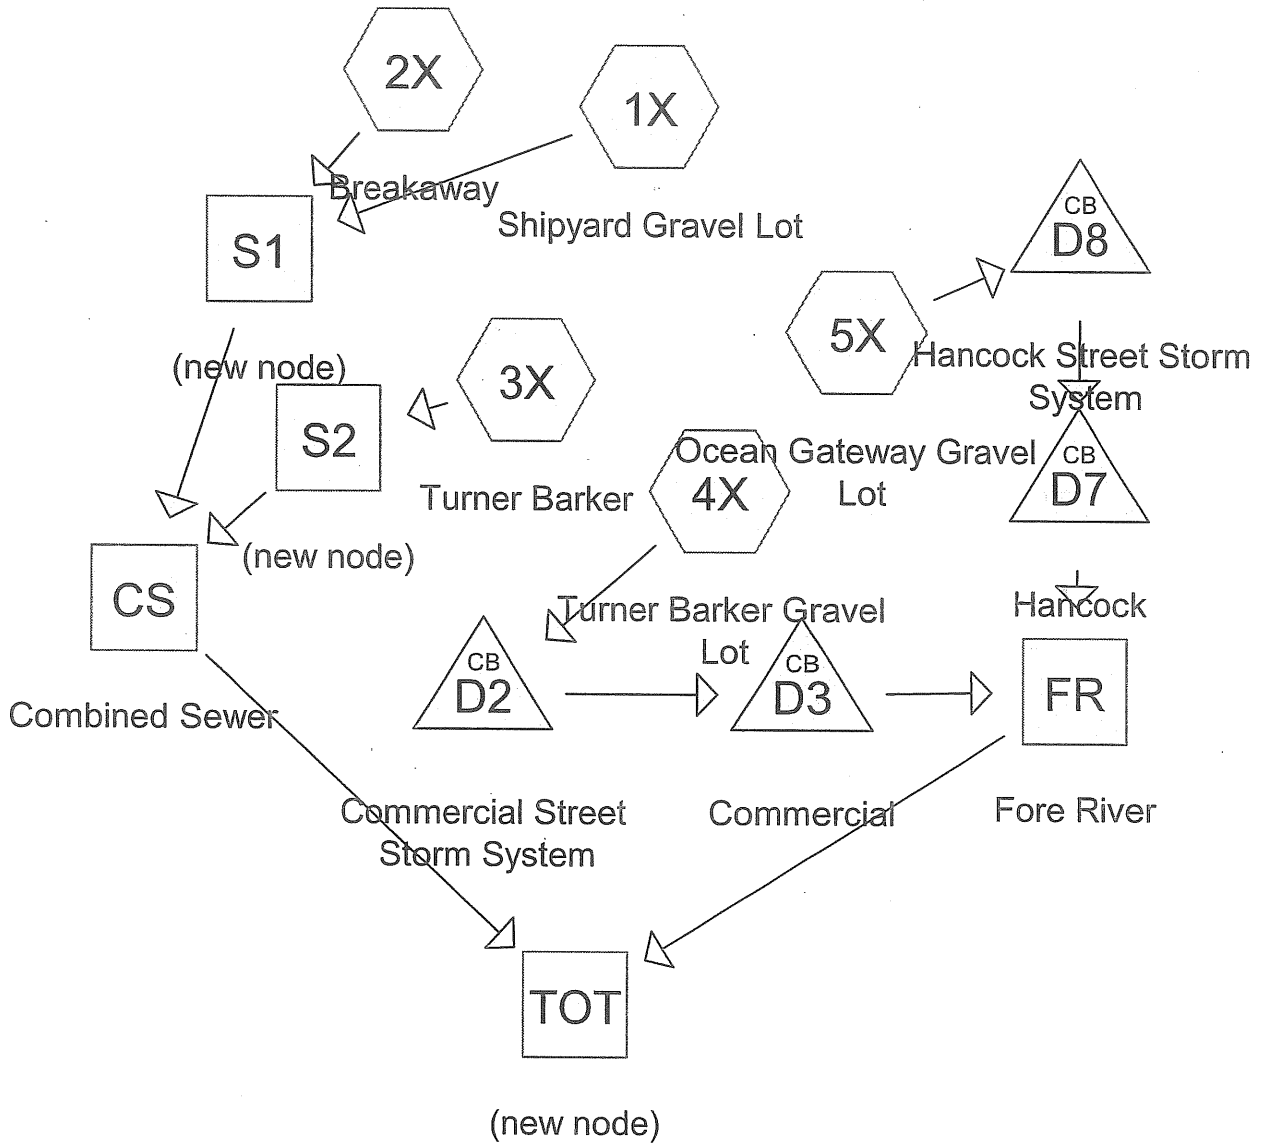 2X
1X
Breakaway
Shipyard Gravel Lot
S1
CB
D8
(new node)
5X
Hancock Street Storm
System
3X
S2
Turner Barker
Ocean Gateway Gravel
Lot
4X
CB
D7
(new node)
CS
Turner Barker Gravel
Lot
Hancock
CB
D2
CB
D3
FR
Combined Sewer
Commercial Street
Storm System
Commercial
Fore River
TOT
(new node)